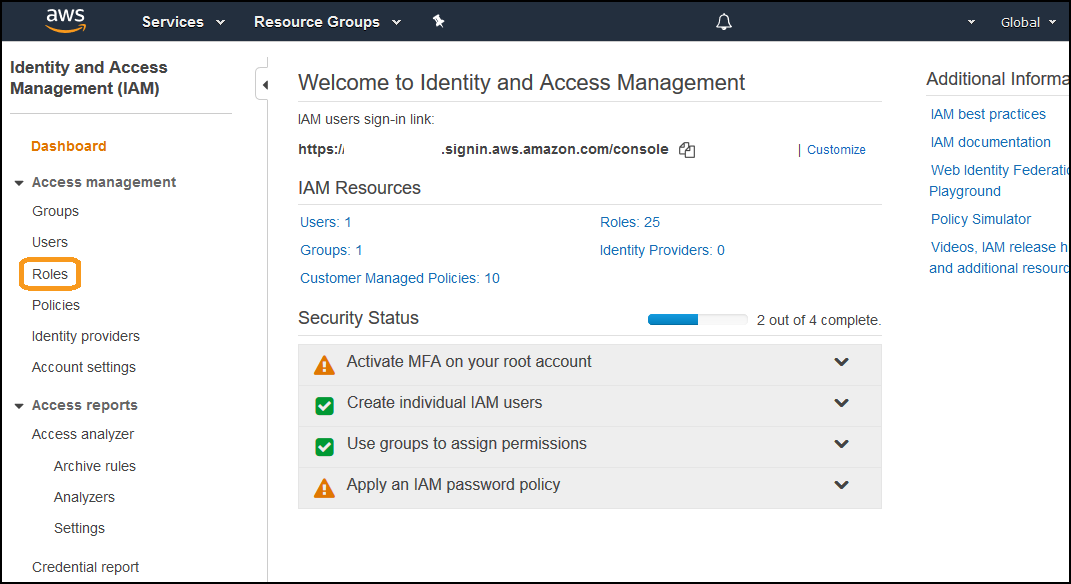 aws Services Resource Groups Global
Identity and Access
Management (IAM)
Dashboard
Access management
Groups
Users
Roles
Policies
Identity providers
Account settings
Access reports
Access analyzer
Archive rules
Analyzers
Settings
Credential report
Welcome to Identity and Access Management
IAM users sign-in link:
https:// .signin.aws.amazon.com/console | Customize
IAM Resources
Users: 1 Roles: 25
Groups: 1 Identity Providers: 0
Customer Managed Policies: 10
Security Status 2 out of 4 complete.
Activate MFA on your root account
Create individual IAM users
Use groups to assign permissions
Apply an IAM password policy
Additional Informa
IAM best practices
IAM documentation
Web Identity Federatio
Playground
Policy Simulator
Videos, IAM release h
and additional resourc